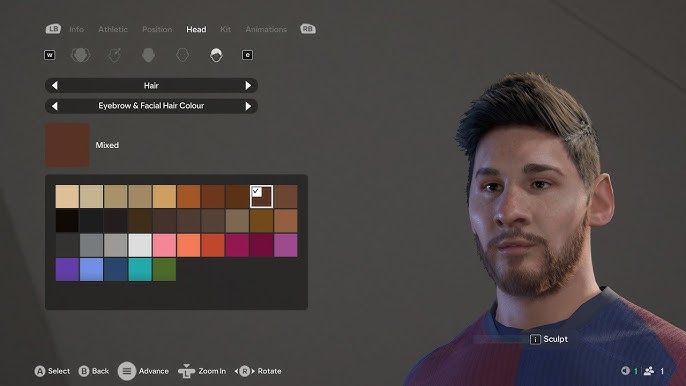 LB Info Athletic Position Head Kit Animations RB
w e
Hair
Eyebrow & Facial Hair Colour
Mixed
i Sculpt
A Select B Back Advance L Zoom In R Rotate
1 1